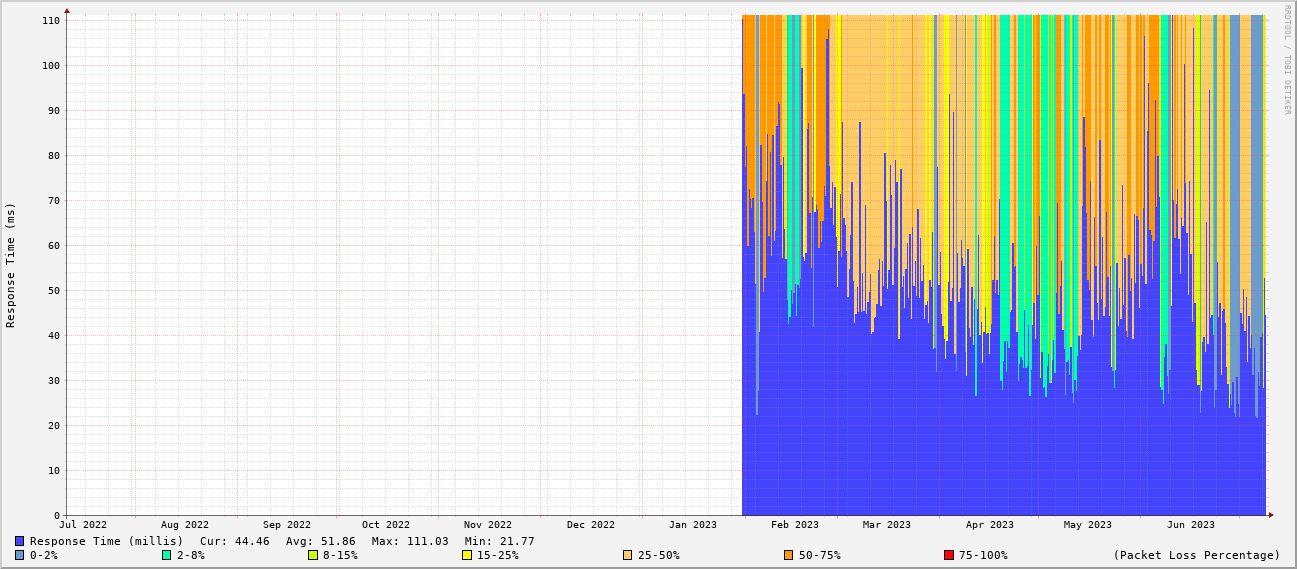 RRDTOOL / TOBI OETIKER
Response Time (ms)
110
100
90
80
70
60
50
40
30
20
10
0
Jul 2022 Aug 2022 Sep 2022 Oct 2022 Nov 2022 Dec 2022 Jan 2023 Feb 2023 Mar 2023 Apr 2023 May 2023 Jun 2023
Response Time (millis) Cur: 44.46 Avg: 51.86 Max: 111.03 Min: 21.77
0-2% 2-8% 8-15% 15-25% 25-50% 50-75% 75-100% (Packet Loss Percentage)